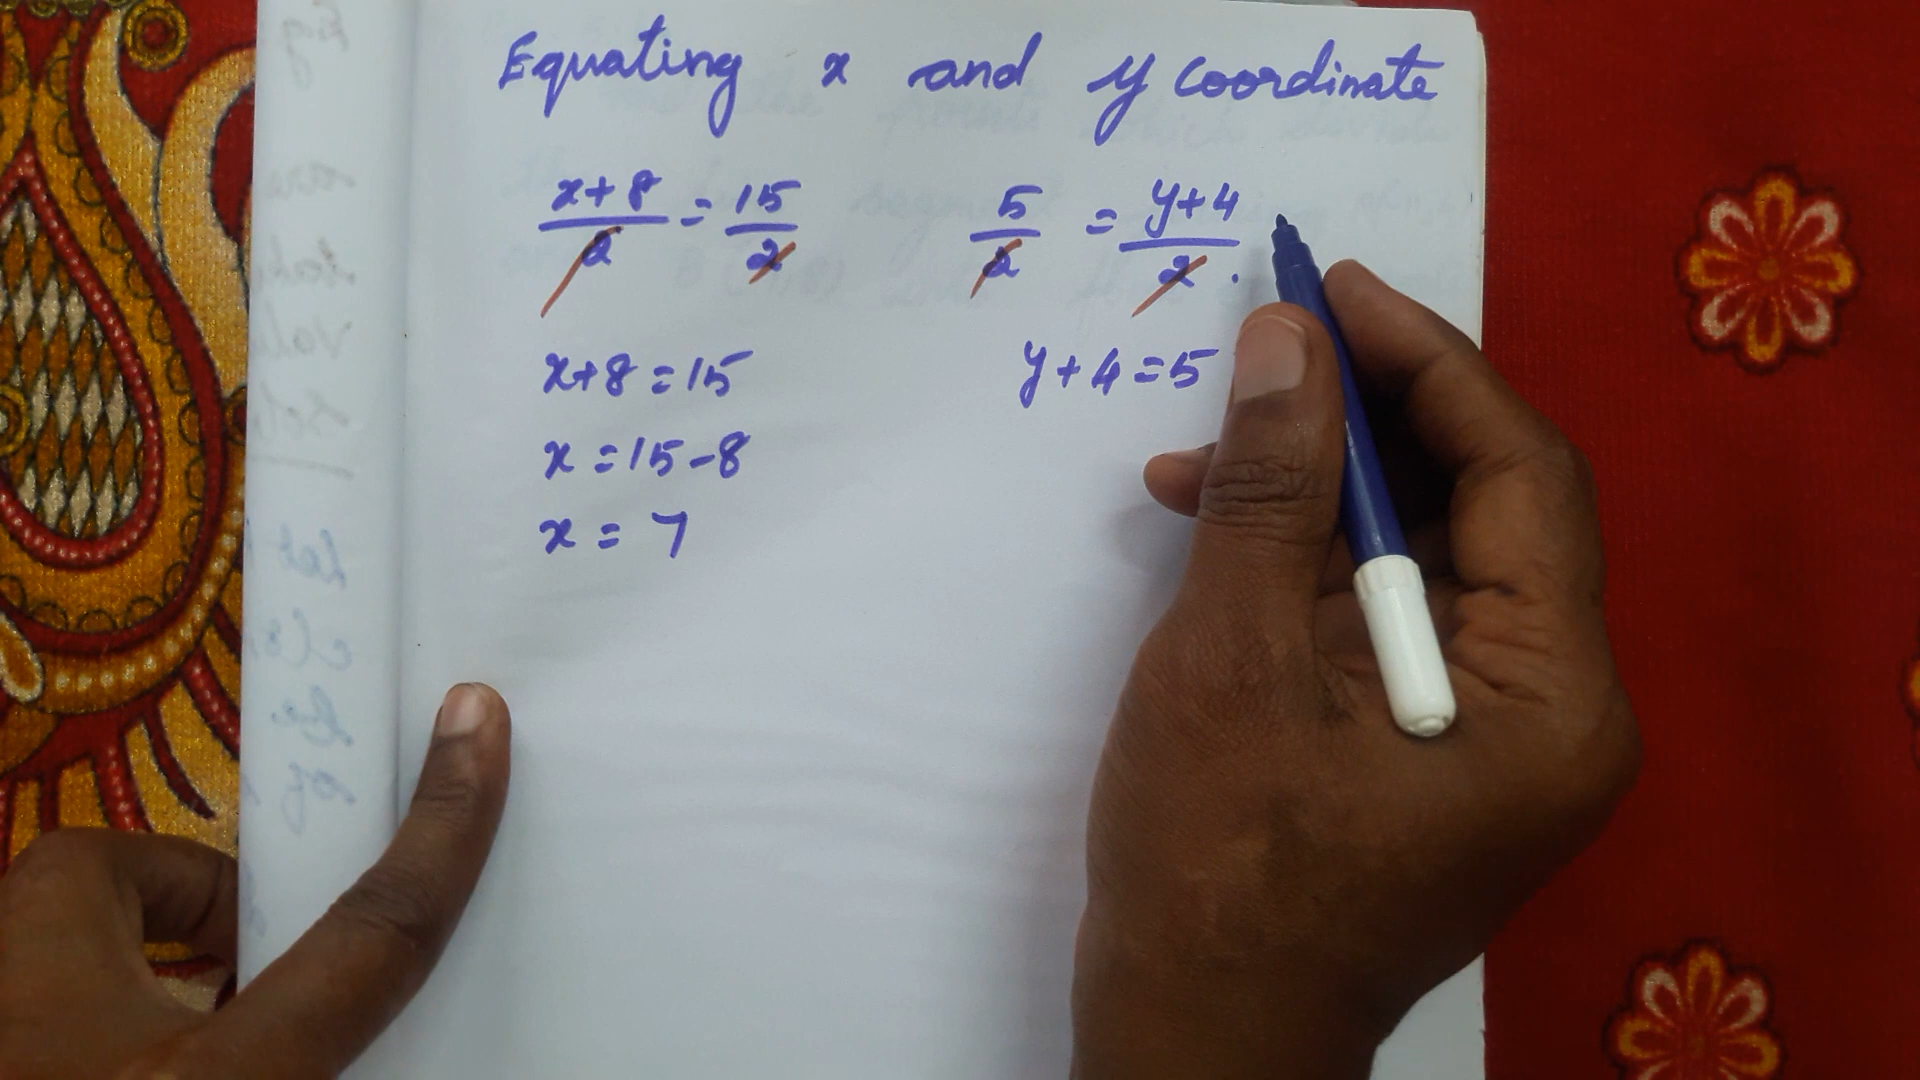 Equating x and y coordinate
x+8/2 = 15/2 5/2 = y+4/2.
x+8=15 y+4=5
x=15-8
x = 7